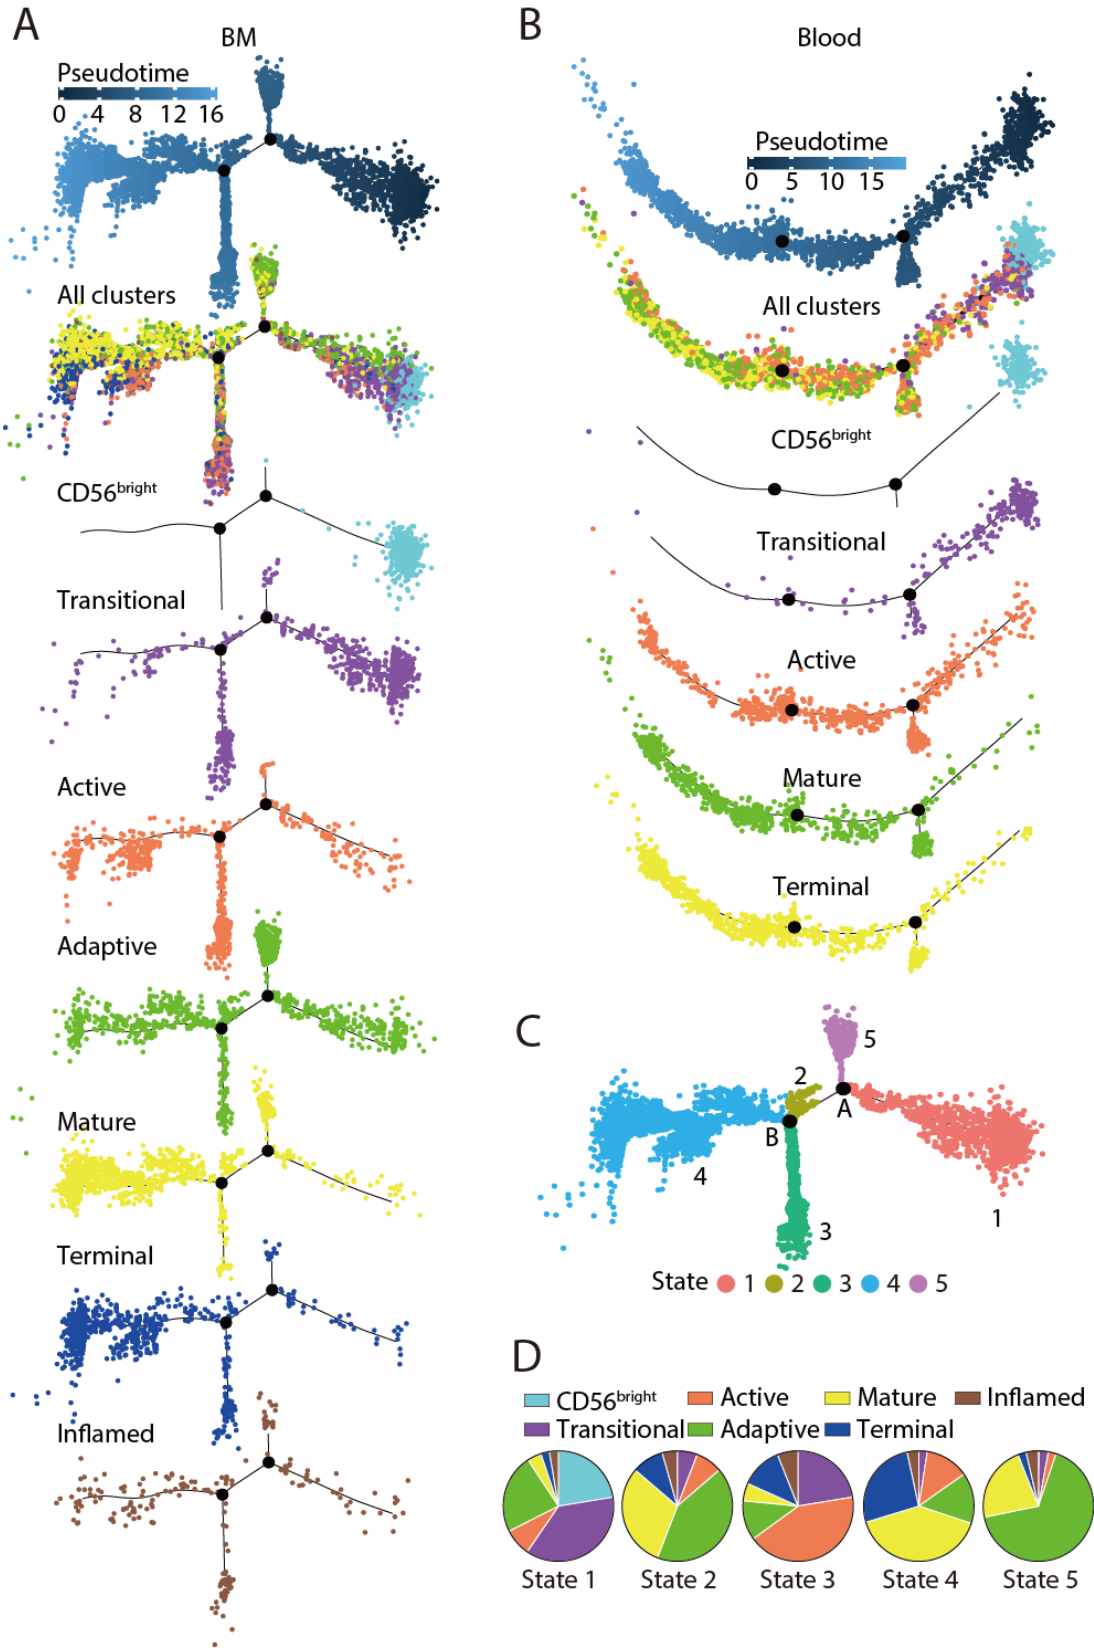 A
BM
Pseudotime
0 4 8 12 16
All clusters
CD56bright
Transitional
Active
Adaptive
Mature
Terminal
Inflamed
B
Blood
Pseudotime
0 5 10 15
All clusters
CD56bright
Transitional
Active
Mature
Terminal
C
5
2
A
B
4
1
3
State 1 2 3 4 5
D
CD56bright Active Mature Inflamed
Transitional Adaptive Terminal
State 1 State 2 State 3 State 4 State 5